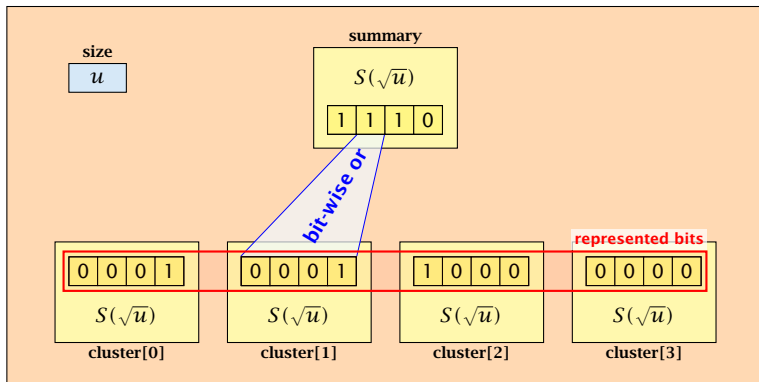 summary
size
u
S(√u)
1 1 1 0
bit-wise or
represented bits
0 0 0 1
0 0 0 1
1 0 0 0
0 0 0 0
S(√u)
S(√u)
S(√u)
S(√u)
cluster[0]
cluster[1]
cluster[2]
cluster[3]